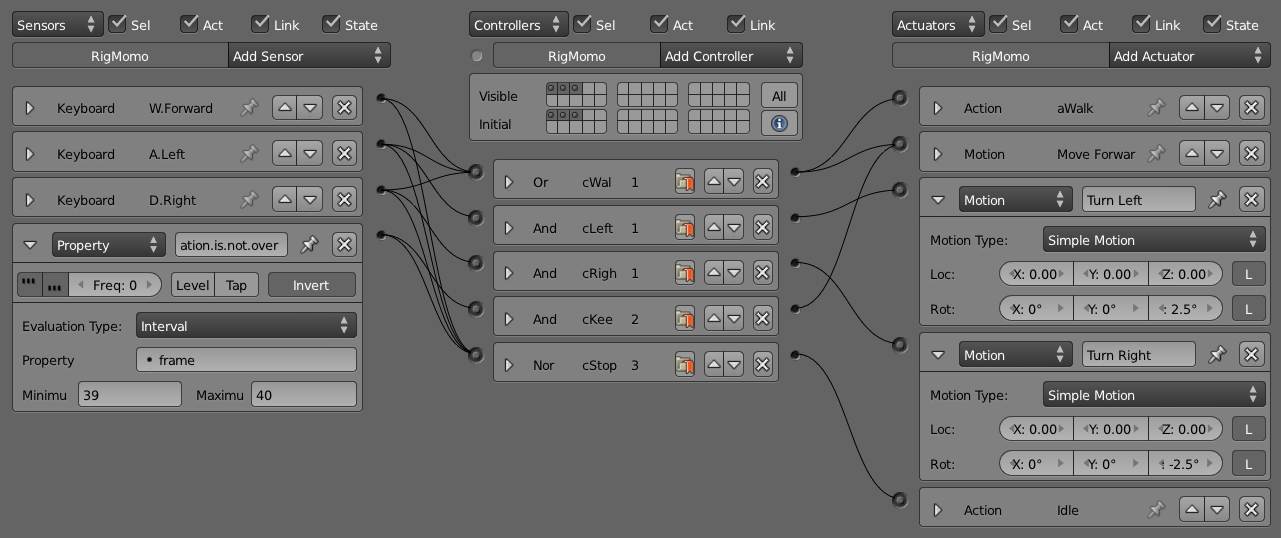 Sensors Sel Act Link State
RigMomo Add Sensor
Keyboard W.Forward
Keyboard A.Left
Keyboard D.Right
Property ation.is.not.over
Freq: 0 Level Tap Invert
Evaluation Type: Interval
Property frame
Minimu 39 Maximu 40
Controllers Sel Act Link
RigMomo Add Controller
Visible All
Initial
Or cWal 1
And cLeft 1
And cRigh 1
And cKee 2
Nor cStop 3
Actuators Sel Act Link State
RigMomo Add Actuator
Action aWalk
Motion Move Forwar
Motion Turn Left
Motion Type: Simple Motion
Loc: X: 0.00 Y: 0.00 Z: 0.00 L
Rot: X: 0° Y: 0° : 2.5° L
Motion Turn Right
Motion Type: Simple Motion
Loc: X: 0.00 Y: 0.00 Z: 0.00 L
Rot: X: 0° Y: 0° : -2.5° L
Action Idle